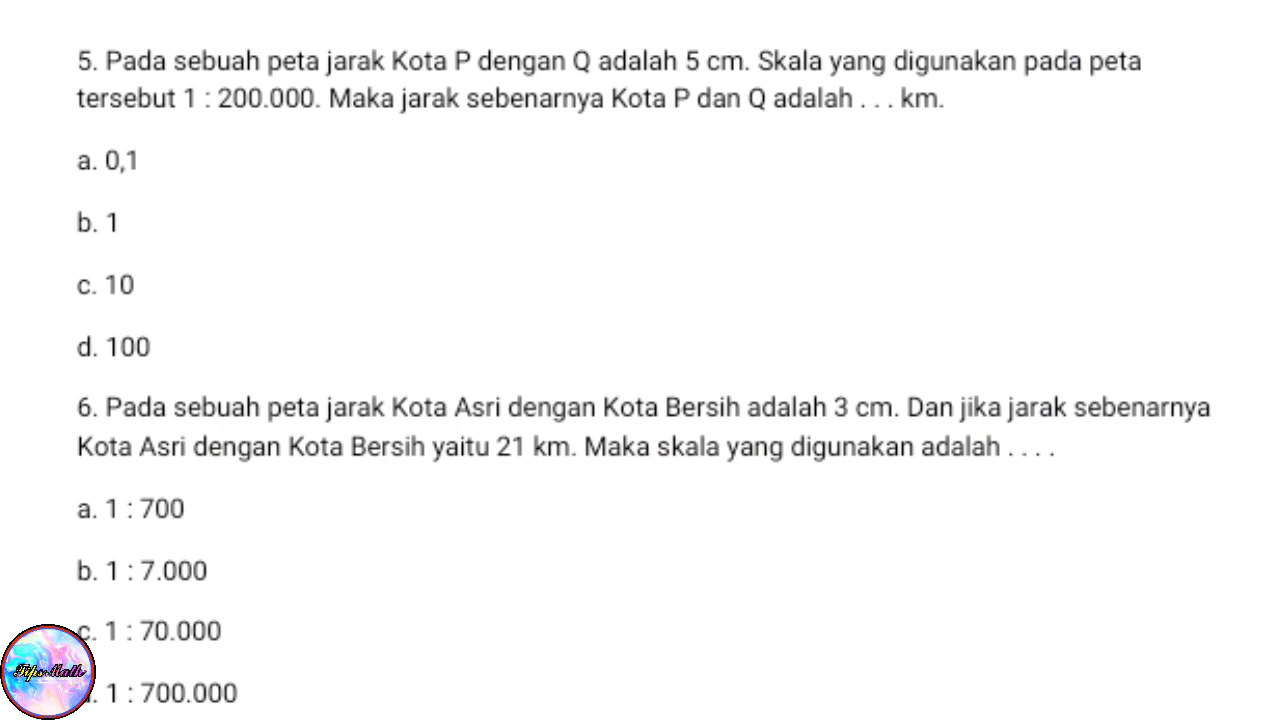 5. Pada sebuah peta jarak Kota P dengan Q adalah 5 cm. Skala yang digunakan pada peta
tersebut 1 : 200.000. Maka jarak sebenarnya Kota P dan Q adalah . . . km.
a. 0,1
b. 1
c. 10
d. 100
6. Pada sebuah peta jarak Kota Asri dengan Kota Bersih adalah 3 cm. Dan jika jarak sebenarnya
Kota Asri dengan Kota Bersih yaitu 21 km. Maka skala yang digunakan adalah . . . .
a. 1 : 700
b. 1 : 7.000
c. 1 : 70.000
. 1 : 700.000
Tips Math